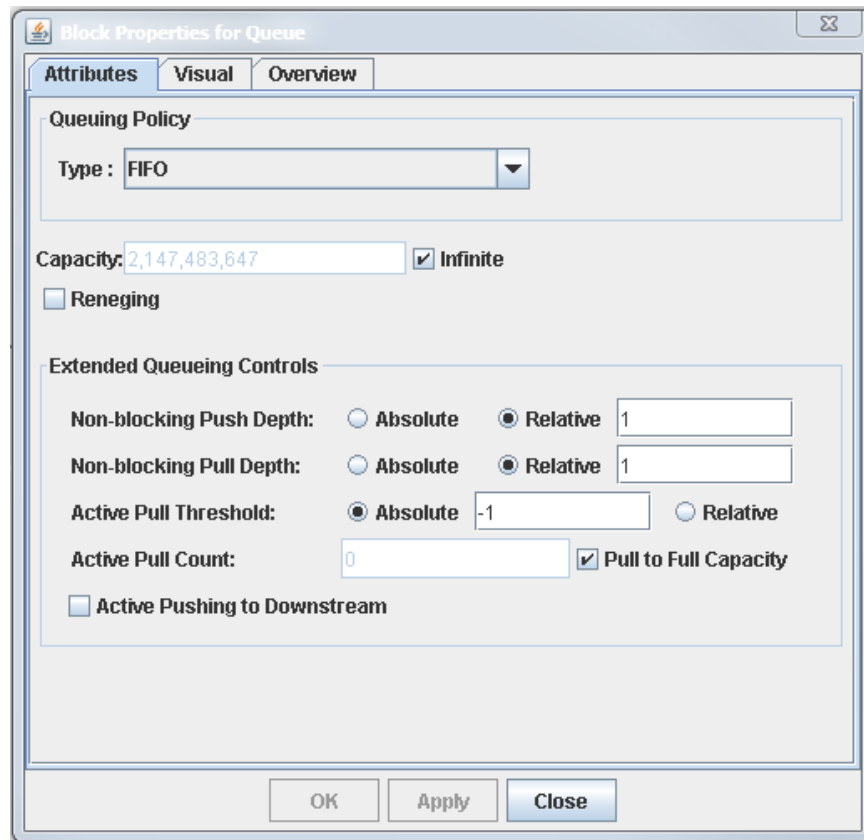 Block Properties for Queue
Attributes Visual Overview
Queuing Policy
Type : FIFO
Capacity: 2,147,483,647 Infinite
Reneging
Extended Queueing Controls
Non-blocking Push Depth: Absolute Relative 1
Non-blocking Pull Depth: Absolute Relative 1
Active Pull Threshold: Absolute -1 Relative
Active Pull Count: 0 Pull to Full Capacity
Active Pushing to Downstream
OK Apply Close